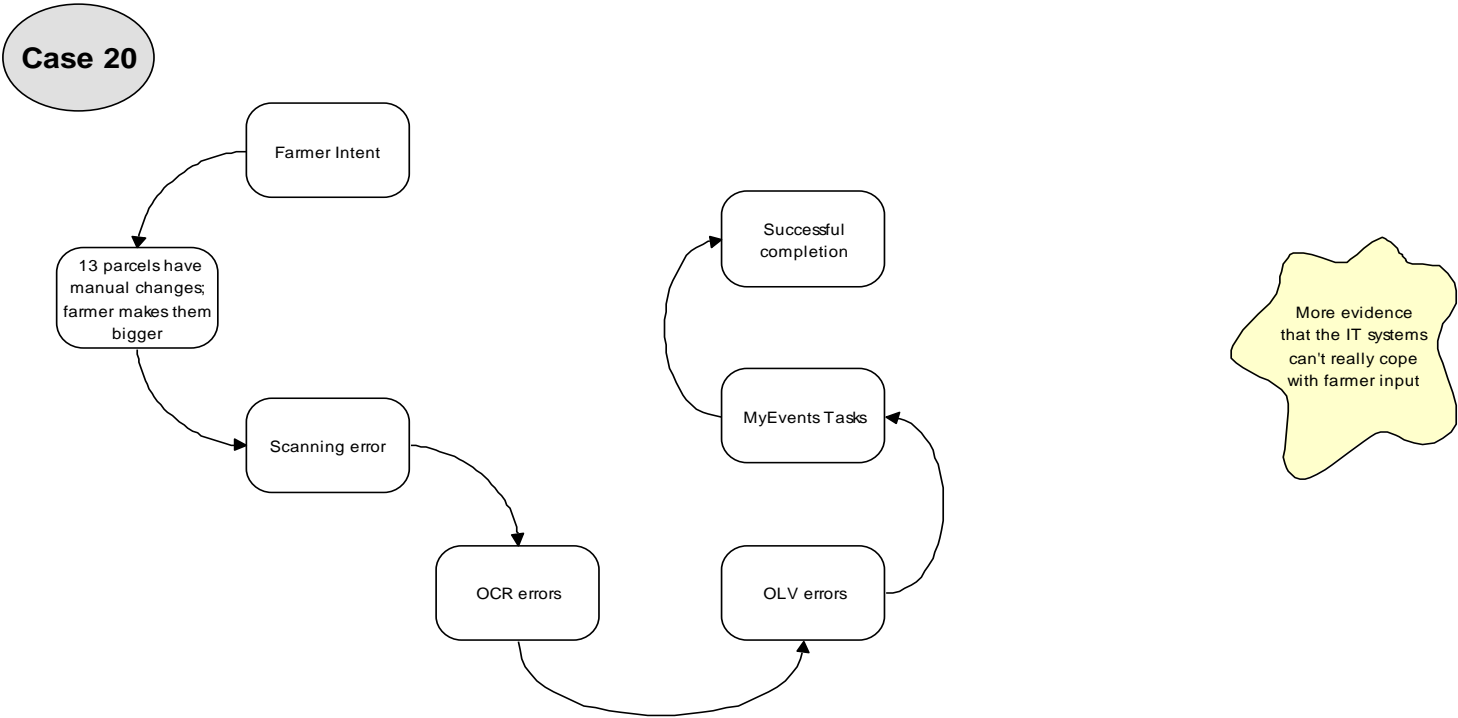 Case 20
Farmer Intent
13 parcels have
manual changes;
farmer makes them
bigger
Scanning error
OCR errors
OLV errors
MyEvents Tasks
Successful
completion
More evidence
that the IT systems
can't really cope
with farmer input